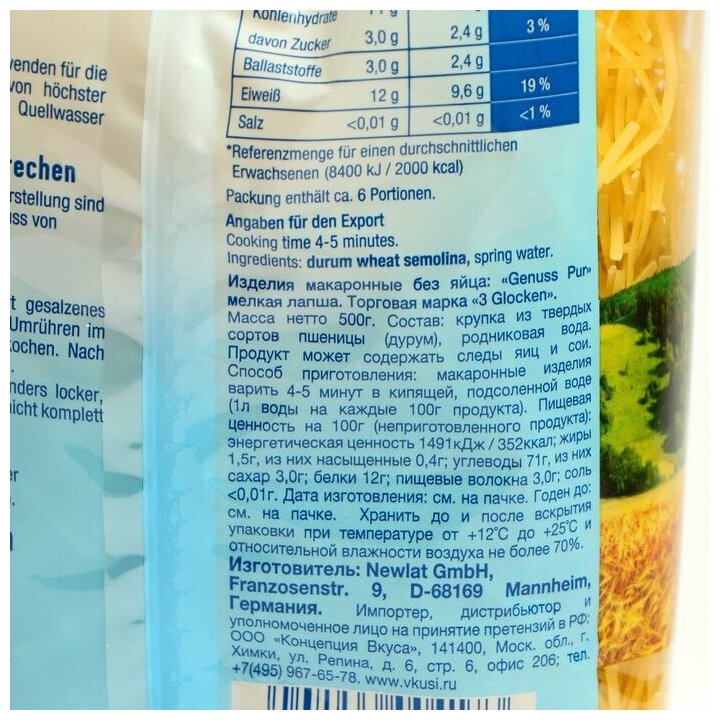 wenden für die
von höchster
Quellwasser
rechen
erstellung sind
uss von
t gesalzenes
Umrühren im
kochen. Nach
nders locker,
nicht komplett
Kohlenhydrate 71 g 3 %
davon Zucker 3,0 g 2,4 g
Ballaststoffe 3,0 g 2,4 g
Eiweiß 12 g 9,6 g 19 %
Salz <0,01 g <0,01 g <1 %
*Referenzmenge für einen durchschnittlichen
Erwachsenen (8400 kJ / 2000 kcal)
Packung enthält ca. 6 Portionen.
Angaben für den Export
Cooking time 4-5 minutes.
Ingredients: durum wheat semolina, spring water.
Изделия макаронные без яйца: «Genuss Pur»
мелкая лапша. Торговая марка «3 Glocken».
Масса нетто 500г. Состав: крупка из твердых
сортов пшеницы (дурум), родниковая вода.
Продукт может содержать следы яиц и сои.
Способ приготовления: макаронные изделия
варить 4-5 минут в кипящей, подсоленной воде
(1л воды на каждые 100г продукта). Пищевая
ценность на 100г (неприготовленного продукта):
энергетическая ценность 1491кДж / 352ккал; жиры
1,5г, из них насыщенные 0,4г; углеводы 71г, из них
сахар 3,0г; белки 12г; пищевые волокна 3,0г; соль
<0,01г. Дата изготовления: см. на пачке. Годен до:
см. на пачке. Хранить до и после вскрытия
упаковки при температуре от +12°C до +25°C и
относительной влажности воздуха не более 70%.
Изготовитель: Newlat GmbH,
Franzosenstr. 9, D-68169 Mannheim,
Германия. Импортер, дистрибьютор и
уполномоченное лицо на принятие претензий в РФ:
ООО «Концепция Вкуса», 141400, Моск. обл., г.
Химки, ул. Репина, д. 6, стр. 6, офис 206; тел.
+7(495) 967-65-78. www.vkusi.ru